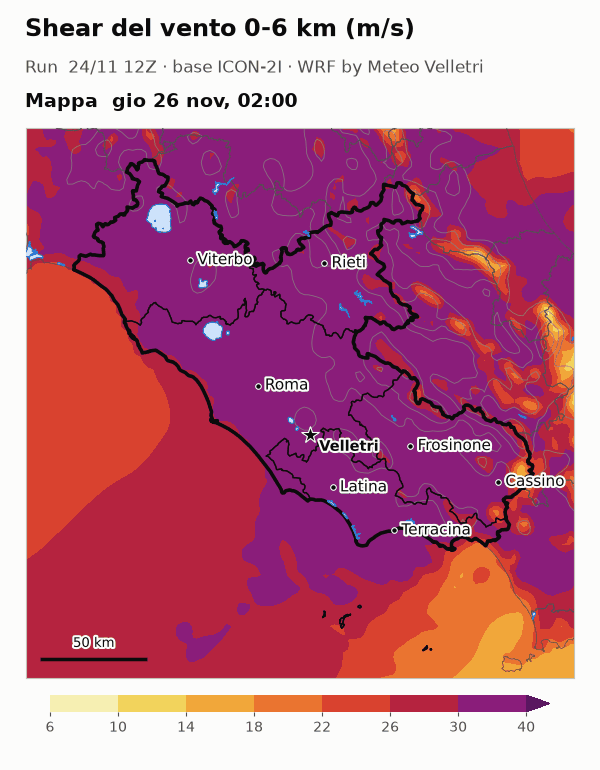 Shear del vento 0-6 km (m/s)
Run 24/11 12Z · base ICON-2I · WRF by Meteo Velletri
Mappa gio 26 nov, 02:00
Viterbo
Rieti
Roma
Velletri
Frosinone
Latina
Cassino
Terracina
50 km
6 10 14 18 22 26 30 40